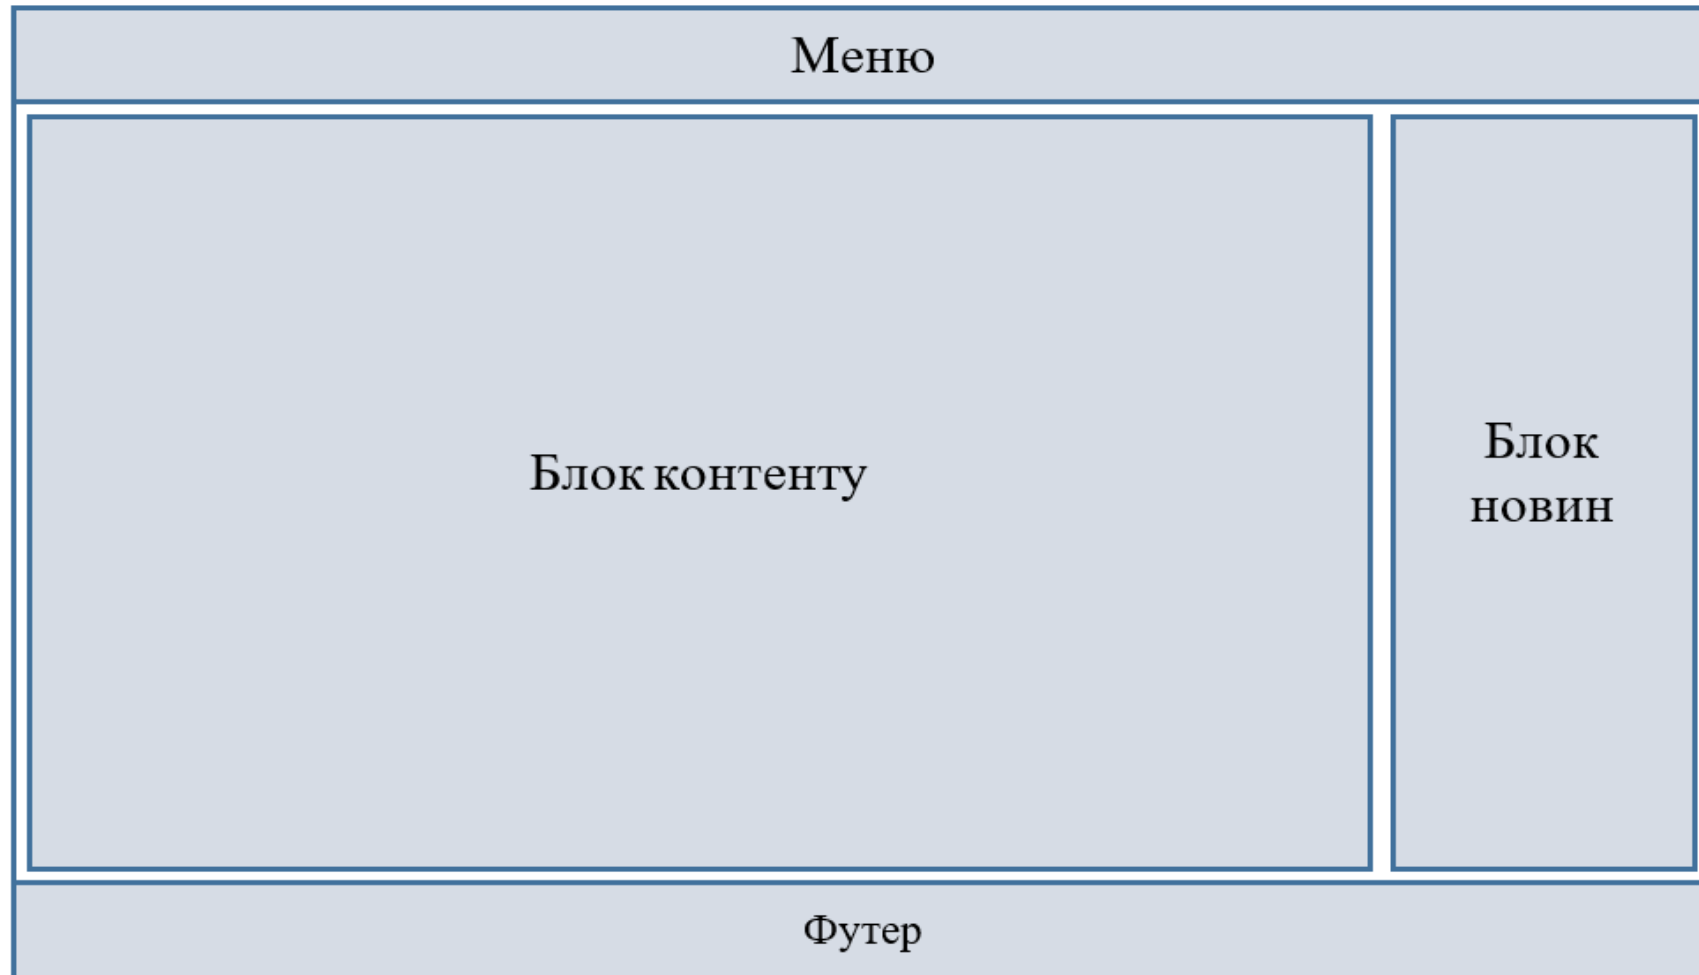 Меню
Блок контенту
Блок
новин
Футер